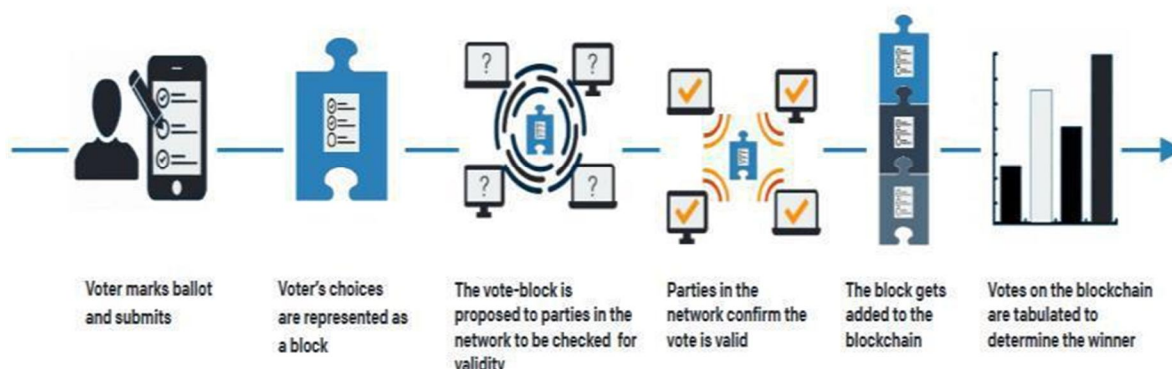 Voter marks ballot
and submits
Voter's choices
are represented as
a block
The vote-block is
proposed to parties in the
network to be checked for
validity
Parties in the
network confirm the
vote is valid
The block gets
added to the
blockchain
Votes on the blockchain
are tabulated to
determine the winner
?
?
?
?